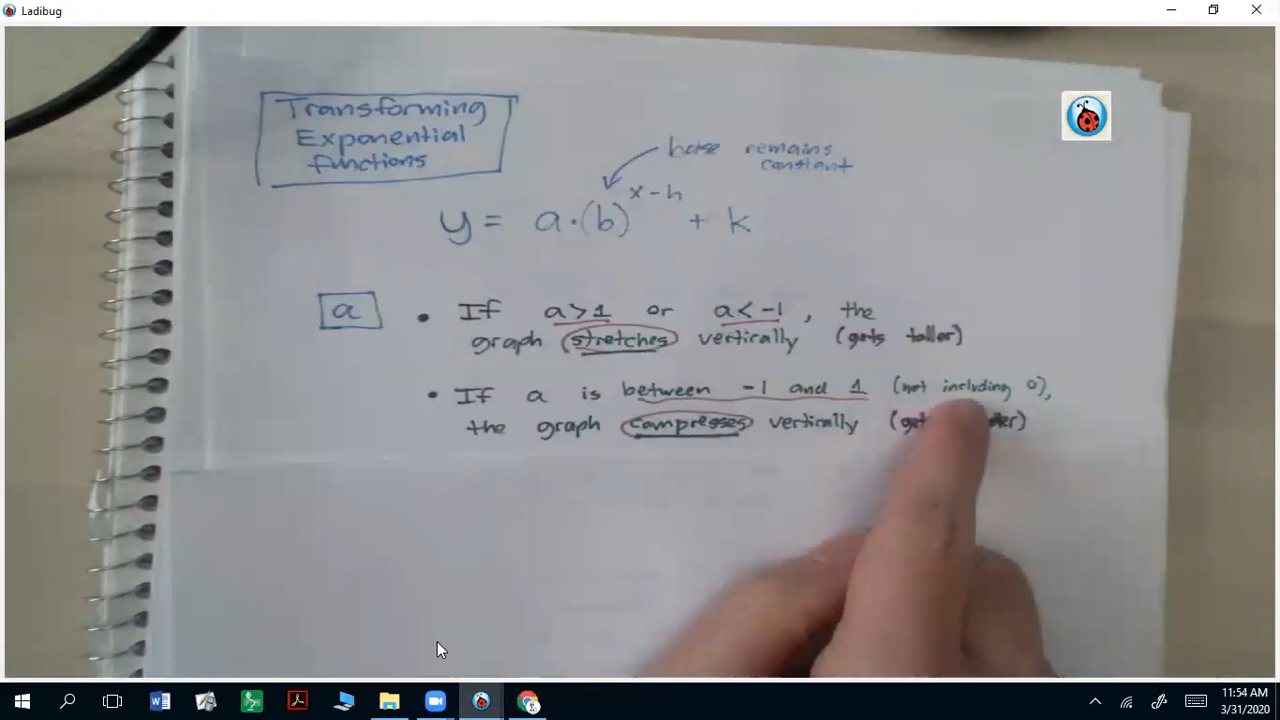 Ladibug
Transforming
Exponential
functions
base remains
constant
y = a·(b)^(x-h) + k
a
• If a>1 or a<-1, the
graph stretches vertically (gets taller)
• If a is between -1 and 1 (not including 0),
the graph compresses vertically
11:54 AM
3/31/2020